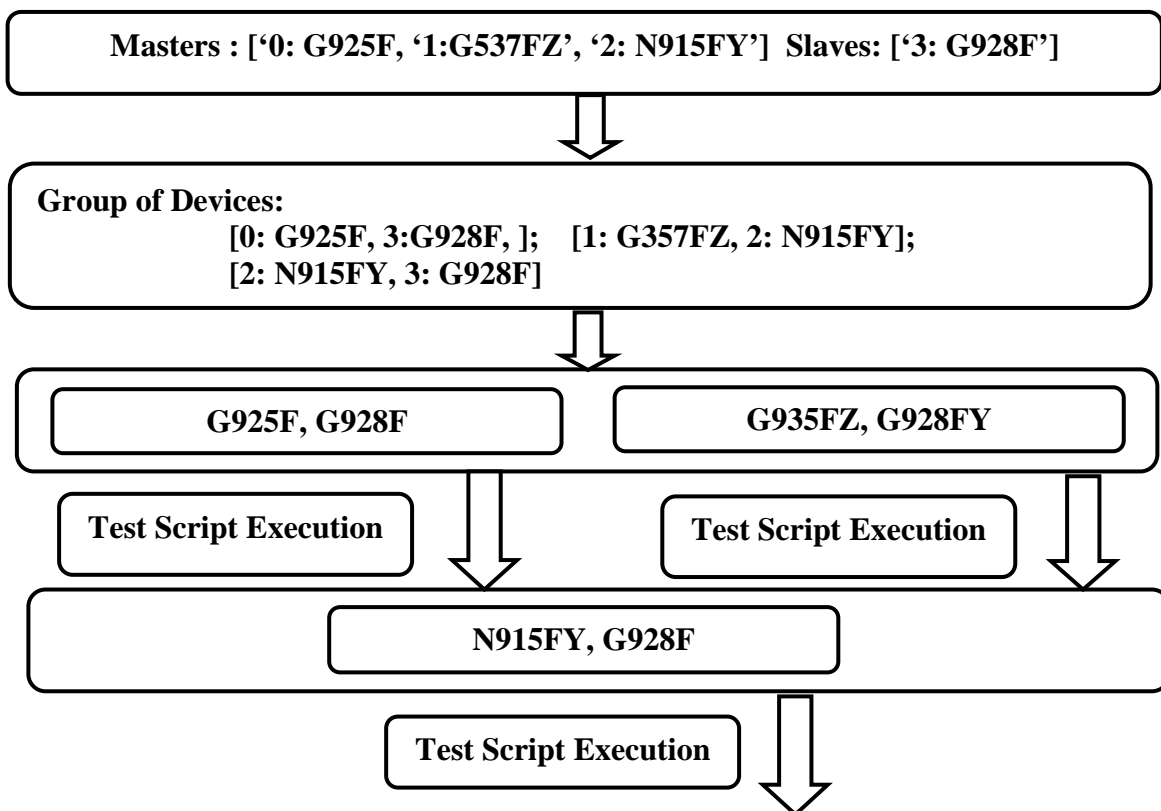 Masters : [‘0: G925F, ‘1:G537FZ’, ‘2: N915FY’] Slaves: [‘3: G928F’]
Group of Devices:
[0: G925F, 3:G928F, ]; [1: G357FZ, 2: N915FY];
[2: N915FY, 3: G928F]
G925F, G928F
G935FZ, G928FY
Test Script Execution
Test Script Execution
N915FY, G928F
Test Script Execution